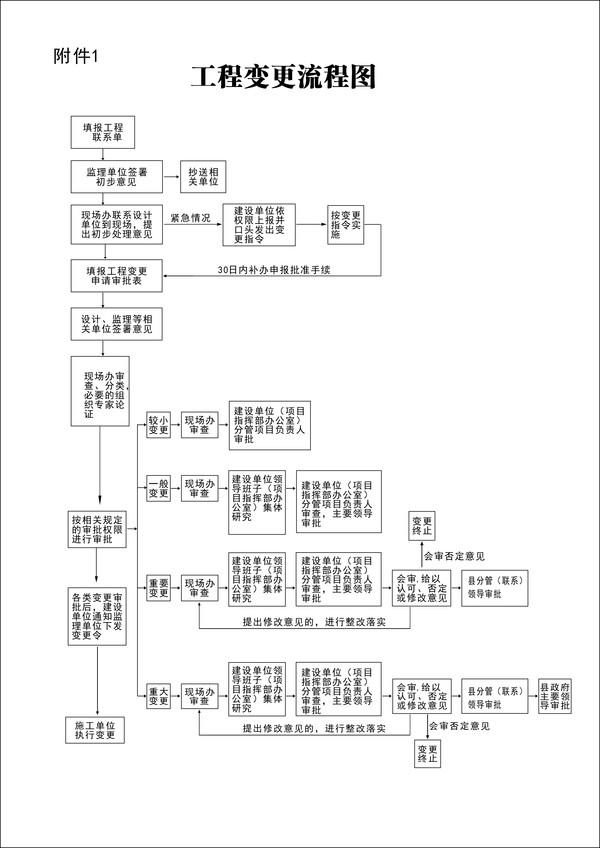 附件1
工程变更流程图
填报工程
联系单
监理单位签署
初步意见
抄送相
关单位
现场办联系设计
单位到现场，提
出初步处理意见
紧急情况
建设单位依
权限上报并
口头发出变
更指令
按变更
指令实
施
30日内补办申报批准手续
填报工程变更
申请审批表
设计、监理等相
关单位签署意见
现场办审
查、分类，
必要的组
织专家论
证
按相关规定
的审批权限
进行审批
各类变更审
批后，建设
单位通知监
理单位下发
变更令
施工单位
执行变更
较小
变更
现场办
审查
建设单位（项目
指挥部办公室）
分管项目负责人
审批
一般
变更
现场办
审查
建设单位领
导班子（项
目指挥部办
公室）集体
研究
建设单位（项目
指挥部办公室）
分管项目负责人
审查，主要领导
审批
变更
终止
会审否定意见
重要
变更
现场办
审查
建设单位领
导班子（项
目指挥部办
公室）集体
研究
建设单位（项目
指挥部办公室）
分管项目负责人
审查，主要领导
审批
会审，给以
认可、否定
或修改意见
县分管（联系）
领导审批
提出修改意见的，进行整改落实
重大
变更
现场办
审查
建设单位领
导班子（项
目指挥部办
公室）集体
研究
建设单位（项目
指挥部办公室）
分管项目负责人
审查，主要领导
审批
会审，给以
认可、否定
或修改意见
县分管（联系）
领导审批
县政府
主要领
导审批
提出修改意见的，进行整改落实
会审否定意见
变更
终止